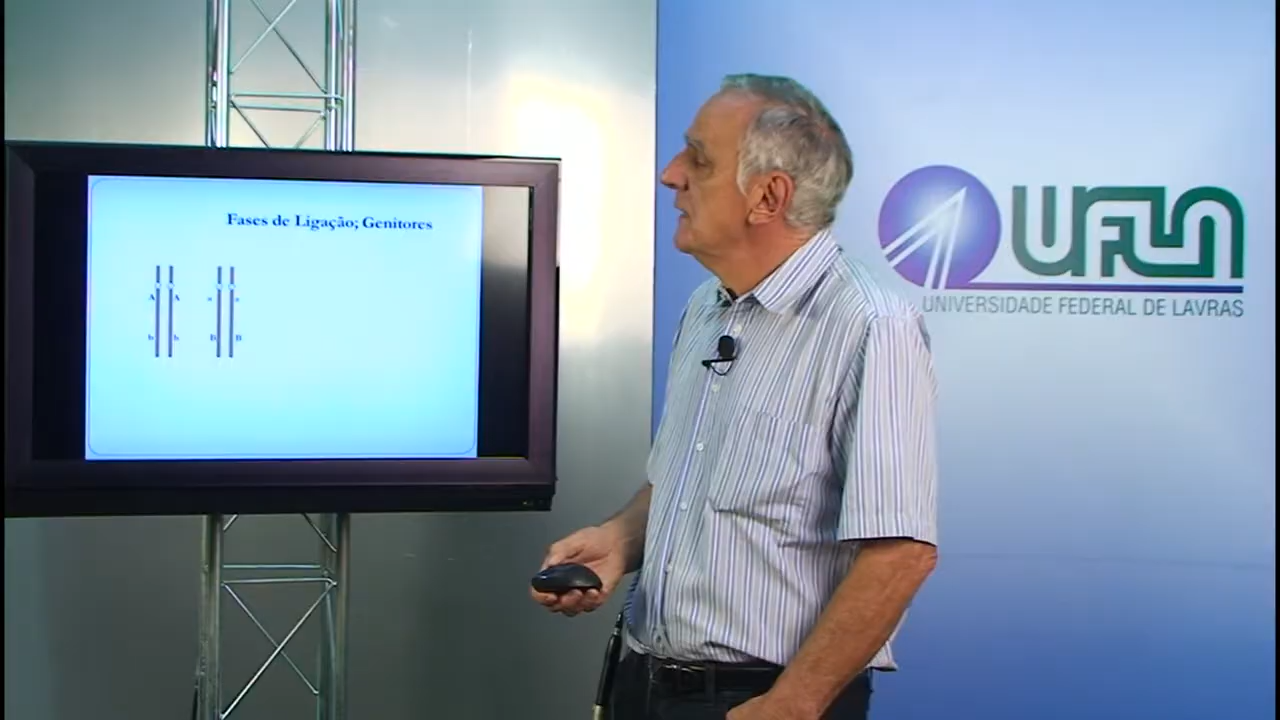 Fases de Ligação; Genitores
A A a a
b b B B
UFLA
UNIVERSIDADE FEDERAL DE LAVRAS